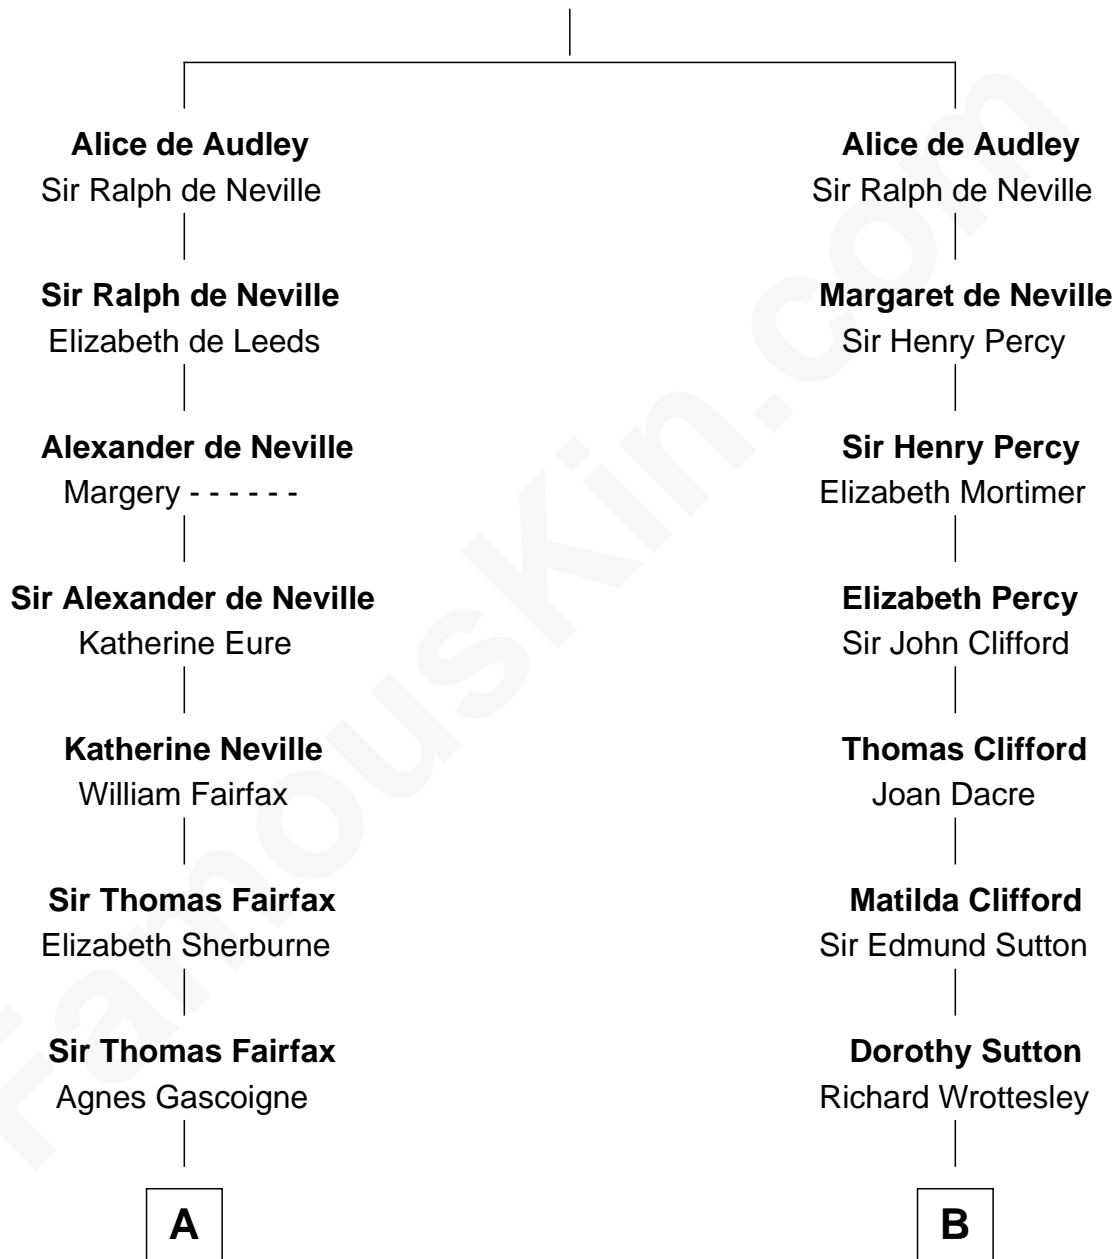 Alice de Audley
Sir Ralph de Neville
Sir Ralph de Neville
Elizabeth de Leeds
Alexander de Neville
Margery - - - - - -
Sir Alexander de Neville
Katherine Eure
Katherine Neville
William Fairfax
Sir Thomas Fairfax
Elizabeth Sherburne
Sir Thomas Fairfax
Agnes Gascoigne
A
Alice de Audley
Sir Ralph de Neville
Margaret de Neville
Sir Henry Percy
Sir Henry Percy
Elizabeth Mortimer
Elizabeth Percy
Sir John Clifford
Thomas Clifford
Joan Dacre
Matilda Clifford
Sir Edmund Sutton
Dorothy Sutton
Richard Wrottesley
B
FamousKin.com